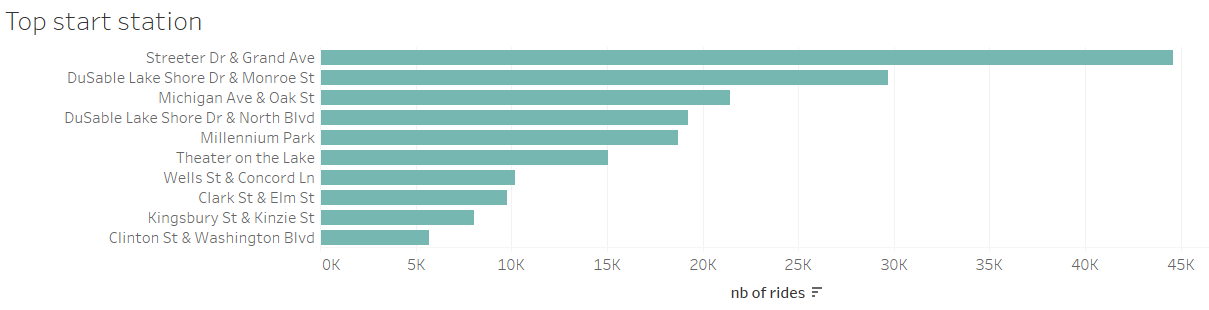 Top start station
Streeter Dr & Grand Ave
DuSable Lake Shore Dr & Monroe St
Michigan Ave & Oak St
DuSable Lake Shore Dr & North Blvd
Millennium Park
Theater on the Lake
Wells St & Concord Ln
Clark St & Elm St
Kingsbury St & Kinzie St
Clinton St & Washington Blvd
0K 5K 10K 15K 20K 25K 30K 35K 40K 45K
nb of rides